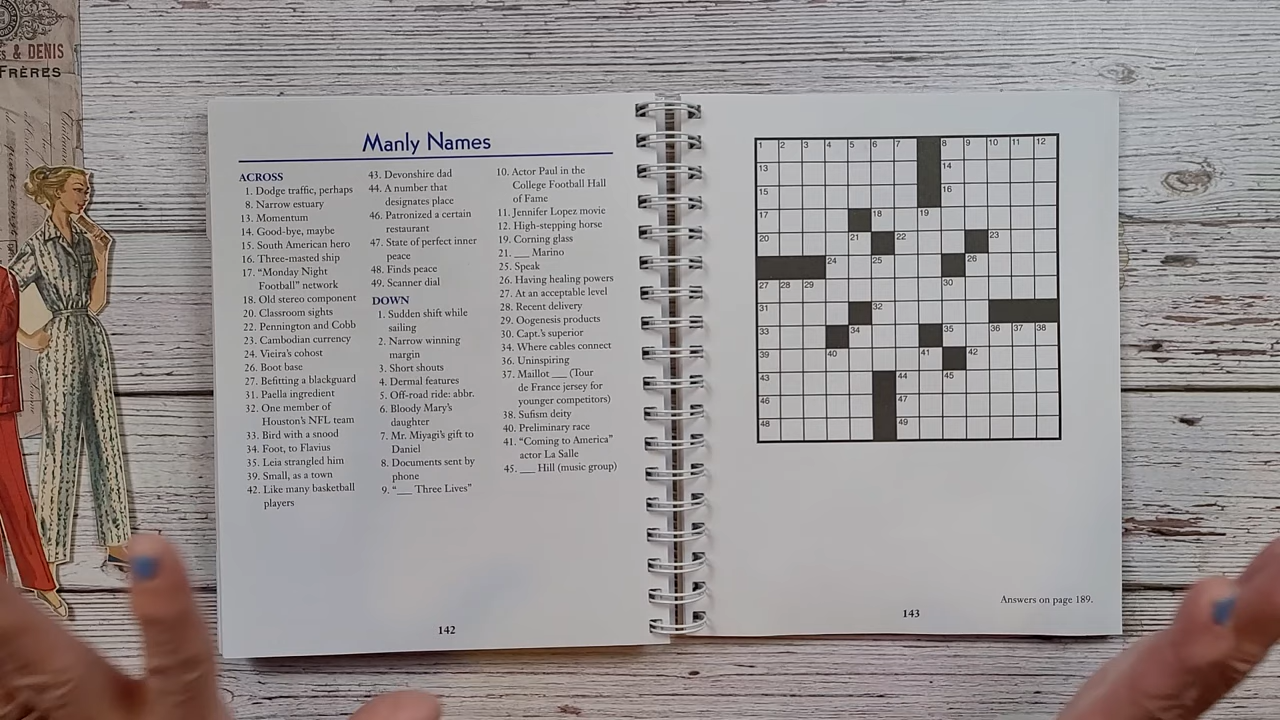 & DENIS
FRÈRES
Manly Names
ACROSS
1. Dodge traffic, perhaps
8. Narrow estuary
13. Momentum
14. Good-bye, maybe
15. South American hero
16. Three-masted ship
17. "Monday Night
Football" network
18. Old stereo component
20. Classroom sights
22. Pennington and Cobb
23. Cambodian currency
24. Vieira's cohost
26. Boot base
27. Befitting a blackguard
31. Paella ingredient
32. One member of
Houston's NFL team
33. Bird with a snood
34. Foot, to Flavius
35. Leia strangled him
39. Small, as a town
42. Like many basketball
players
43. Devonshire dad
44. A number that
designates place
46. Patronized a certain
restaurant
47. State of perfect inner
peace
48. Finds peace
49. Scanner dial
DOWN
1. Sudden shift while
sailing
2. Narrow winning
margin
3. Short shouts
4. Dermal features
5. Off-road ride: abbr.
6. Bloody Mary's
daughter
7. Mr. Miyagi's gift to
Daniel
8. Documents sent by
phone
9. "___ Three Lives"
10. Actor Paul in the
College Football Hall
of Fame
11. Jennifer Lopez movie
12. High-stepping horse
19. Corning glass
21. ___ Marino
25. Speak
26. Having healing powers
27. At an acceptable level
28. Recent delivery
29. Oogenesis products
30. Capt.'s superior
34. Where cables connect
36. Uninspiring
37. Maillot ___ (Tour
de France jersey for
younger competitors)
38. Sufism deity
40. Preliminary race
41. "Coming to America"
actor La Salle
45. ___ Hill (music group)
142
1 2 3 4 5 6 7 8 9 10 11 12
13 14
15 16
17 18 19
20 21 22 23
24 25 26
27 28 29 30
31 32
33 34 35 36 37 38
39 40 41 42
43 44 45
46 47
48 49
Answers on page 189.
143